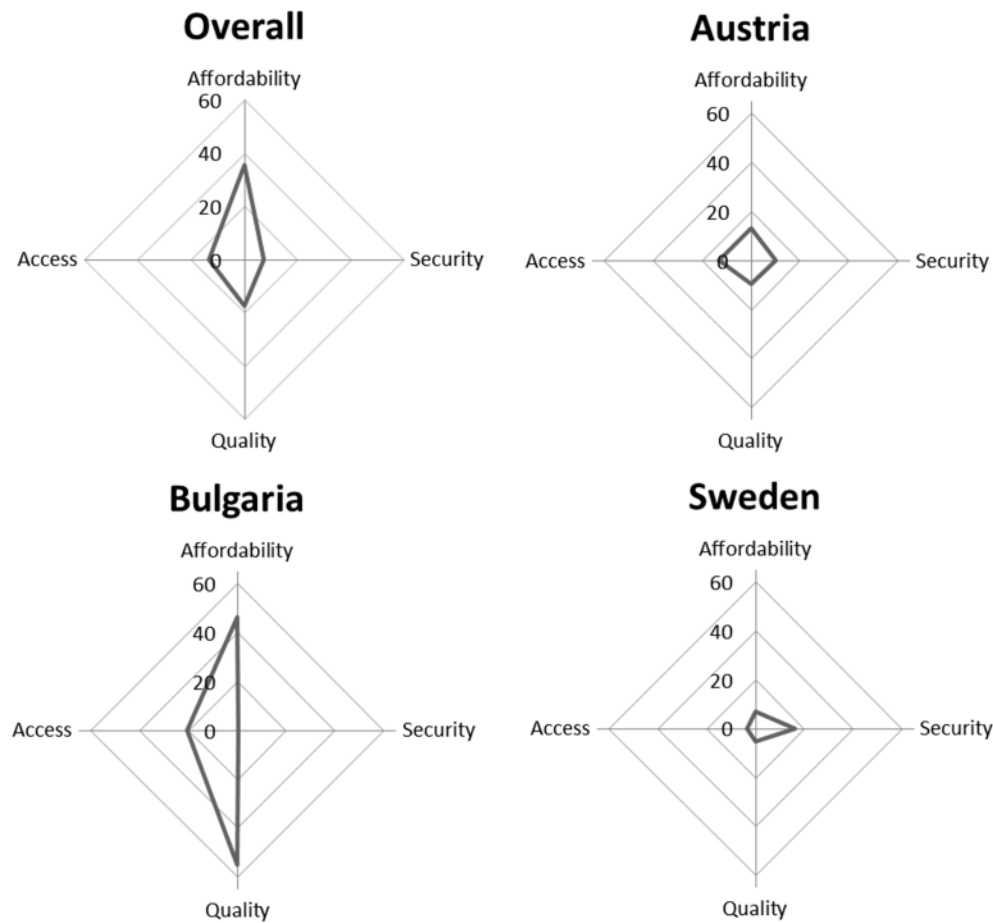 Overall
Affordability
60
40
20
0
Access
Security
Quality
Austria
Affordability
60
40
20
0
Access
Security
Quality
Bulgaria
Affordability
60
40
20
0
Access
Security
Quality
Sweden
Affordability
60
40
20
0
Access
Security
Quality